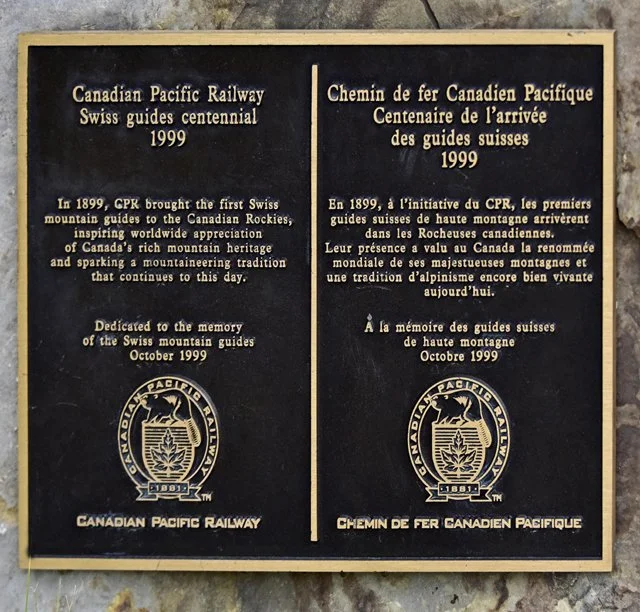 Canadian Pacific Railway
Swiss guides centennial
1999
In 1899, CPR brought the first Swiss
mountain guides to the Canadian Rockies,
inspiring worldwide appreciation
of Canada's rich mountain heritage
and sparking a mountaineering tradition
that continues to this day.
Dedicated to the memory
of the Swiss mountain guides
October 1999
CANADIAN PACIFIC RAILWAY
1881
TM
CANADIAN PACIFIC RAILWAY
Chemin de fer Canadien Pacifique
Centenaire de l'arrivée
des guides suisses
1999
En 1899, à l'initiative du CPR, les premiers
guides suisses de haute montagne arrivèrent
dans les Rocheuses canadiennes.
Leur présence a valu au Canada la renommée
mondiale de ses majestueuses montagnes et
une tradition d'alpinisme encore bien vivante
aujourd'hui.
À la mémoire des guides suisses
de haute montagne
Octobre 1999
CANADIAN PACIFIC RAILWAY
1881
TM
CHEMIN DE FER CANADIEN PACIFIQUE